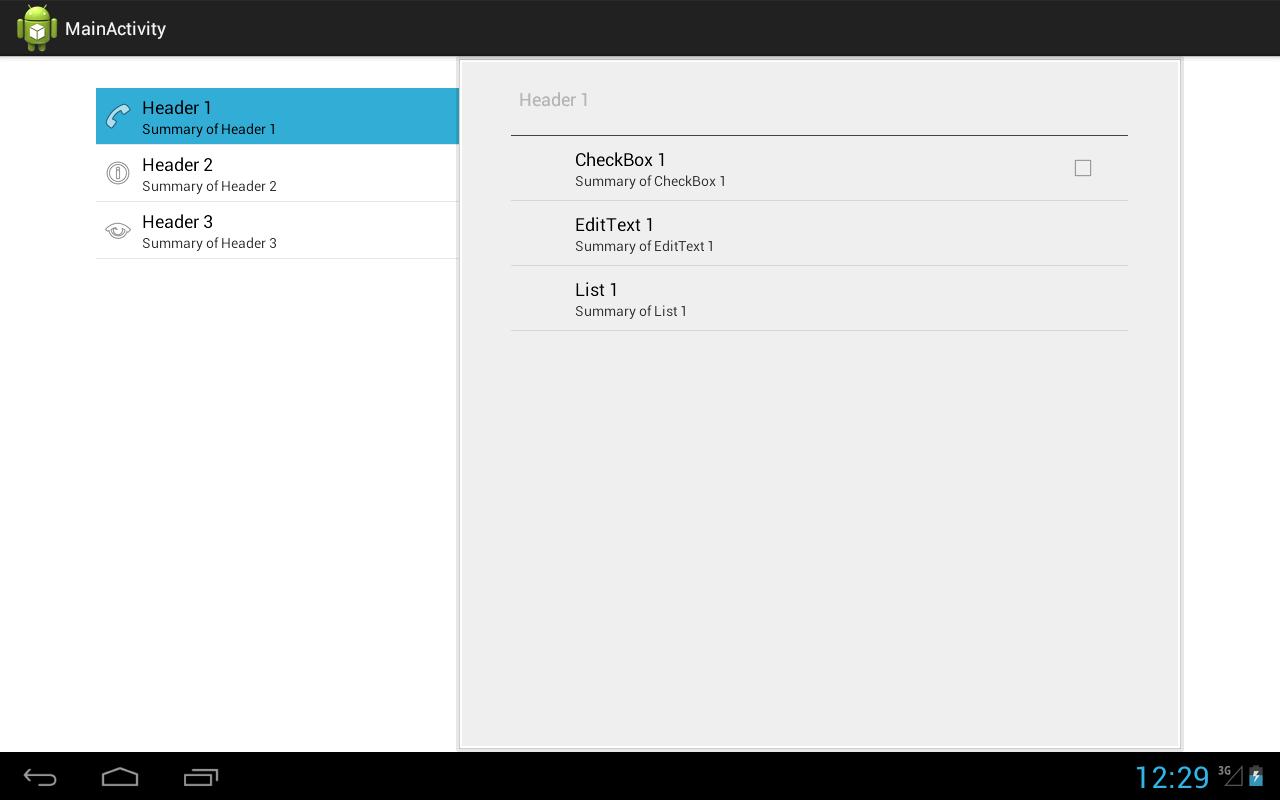 MainActivity
Header 1
Summary of Header 1
Header 2
Summary of Header 2
Header 3
Summary of Header 3
Header 1
CheckBox 1
Summary of CheckBox 1
EditText 1
Summary of EditText 1
List 1
Summary of List 1
12:29 3G